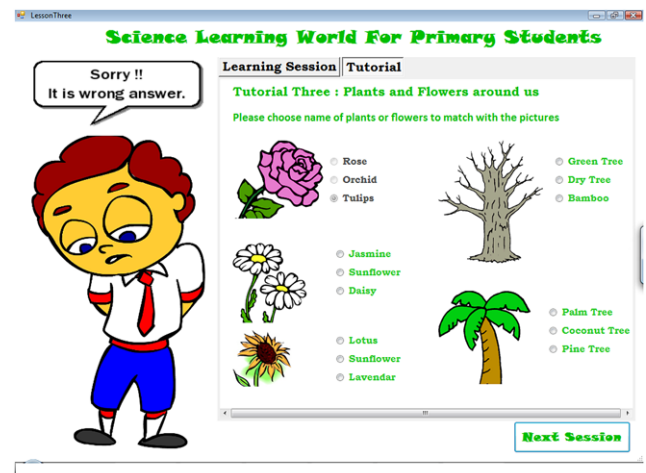 LessonThree
Science Learning World For Primary Students
Sorry !!
It is wrong answer.
Learning Session
Tutorial
Tutorial Three : Plants and Flowers around us
Please choose name of plants or flowers to match with the pictures
Rose
Orchid
Tulips
Green Tree
Dry Tree
Bamboo
Jasmine
Sunflower
Daisy
Palm Tree
Coconut Tree
Pine Tree
Lotus
Sunflower
Lavendar
Next Session